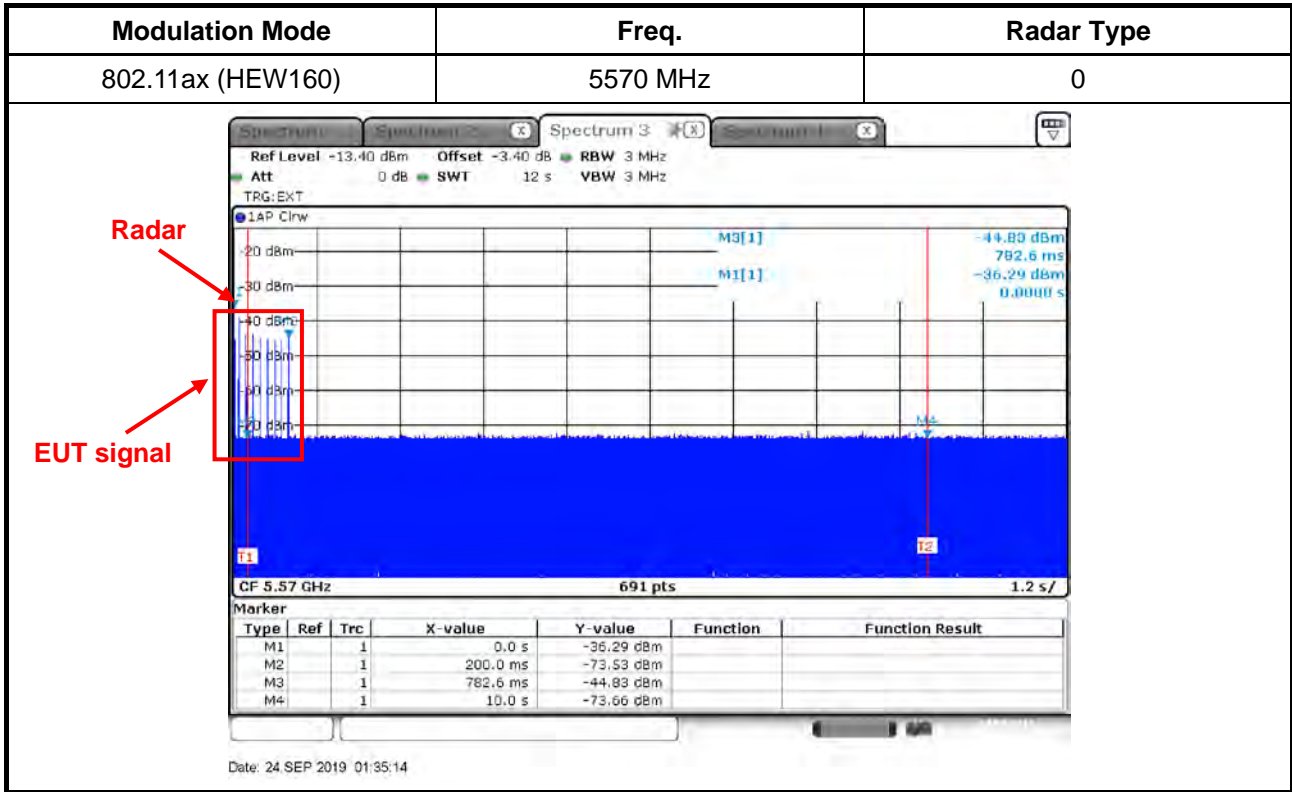 Modulation Mode Freq. Radar Type
802.11ax (HEW160) 5570 MHz 0
Spectrum 3
Ref Level -13.40 dBm Offset -3.40 dB RBW 3 MHz
Att 0 dB SWT 12 s VBW 3 MHz
TRG:EXT
1AP Clrw
Radar
M3[1] -44.83 dBm
-20 dBm 782.6 ms
M1[1] -36.29 dBm
-30 dBm 0.0000 s
-40 dBm
-50 dBm
-60 dBm
-70 dBm M4
EUT signal
T1 T2
CF 5.57 GHz 691 pts 1.2 s/
Marker
Type Ref Trc X-value Y-value Function Function Result
M1 1 0.0 s -36.29 dBm
M2 1 200.0 ms -73.53 dBm
M3 1 782.6 ms -44.83 dBm
M4 1 10.0 s -73.66 dBm
Date: 24.SEP 2019 01:35:14